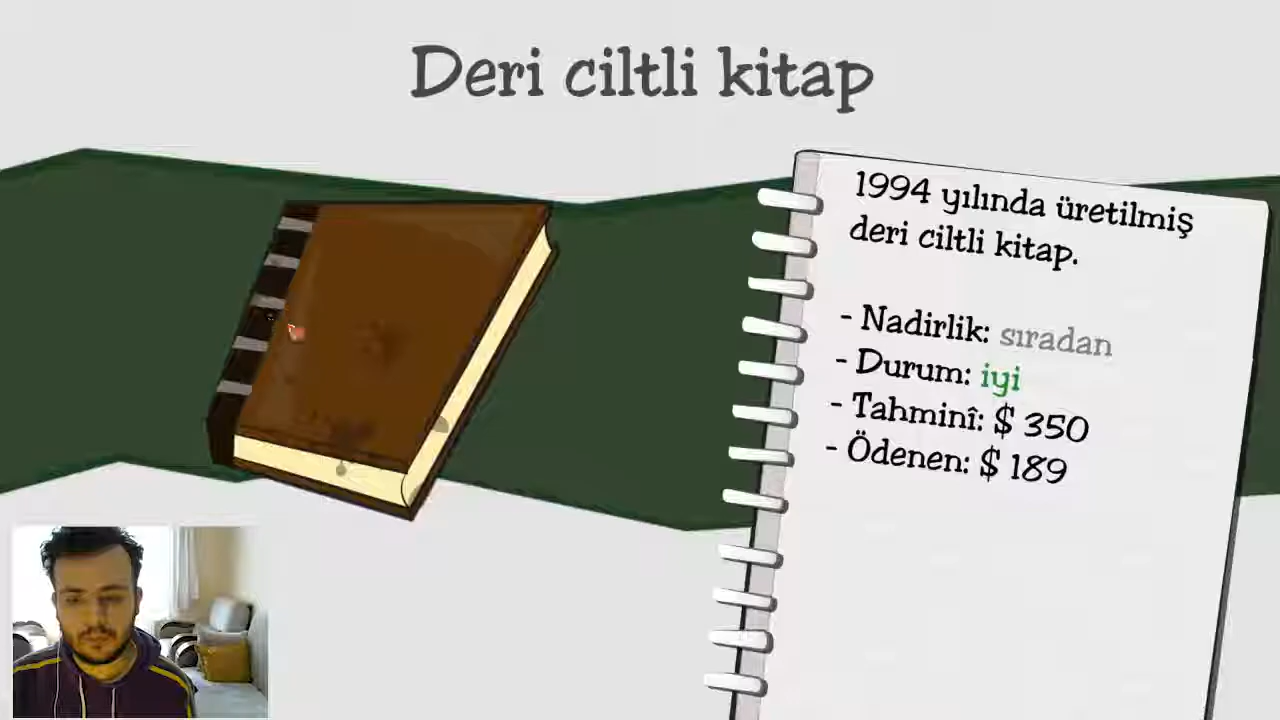 Deri ciltli kitap
1994 yılında üretilmiş
deri ciltli kitap.
- Nadirlik: sıradan
- Durum: iyi
- Tahminî: $ 350
- Ödenen: $ 189